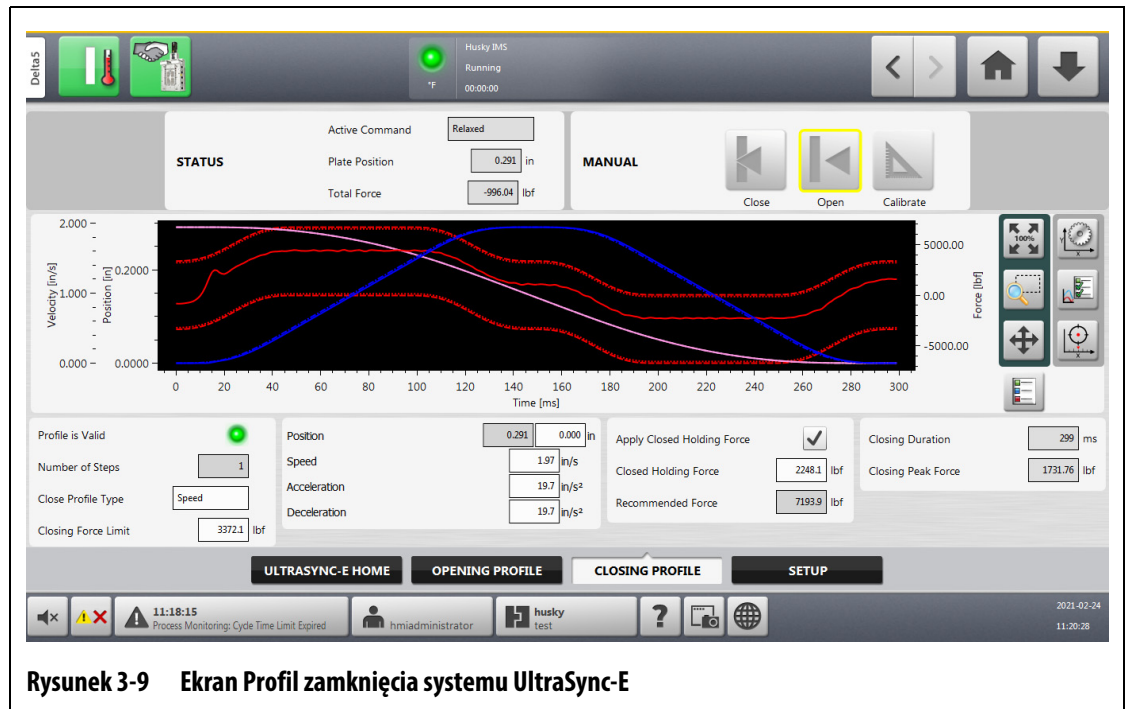 Delta5
°F
Husky IMS
Running
00:00:00
STATUS
Active Command Relaxed
Plate Position 0.291 in
Total Force -996.04 lbf
MANUAL
Close Open Calibrate
Velocity [in/s]
2.000
1.000
0.000
Position [in]
0.2000
0.0000
5000.00
0.00
-5000.00
Force [lbf]
0 20 40 60 80 100 120 140 160 180 200 220 240 260 280 300
Time [ms]
100%
Y
X
X
Profile is Valid
Number of Steps 1
Close Profile Type Speed
Closing Force Limit 3372.1 lbf
Position 0.291 0.000 in
Speed 1.97 in/s
Acceleration 19.7 in/s²
Deceleration 19.7 in/s²
Apply Closed Holding Force
Closed Holding Force 2248.1 lbf
Recommended Force 7193.9 lbf
Closing Duration 299 ms
Closing Peak Force 1731.76 lbf
ULTRASYNC-E HOME OPENING PROFILE CLOSING PROFILE SETUP
11:18:15
Process Monitoring: Cycle Time Limit Expired
hmiadministrator
husky
test
?
2021-02-24
11:20:28
Rysunek 3-9 Ekran Profil zamknięcia systemu UltraSync-E